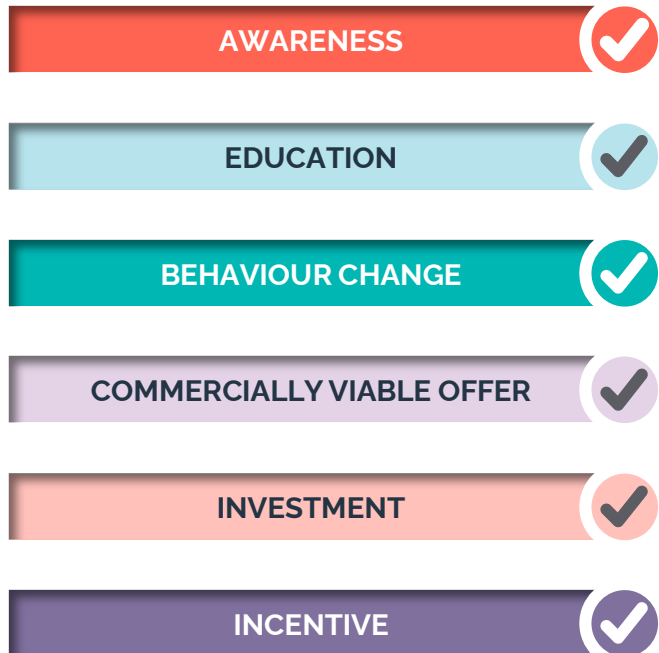 AWARENESS
EDUCATION
BEHAVIOUR CHANGE
COMMERCIALLY VIABLE OFFER
INVESTMENT
INCENTIVE